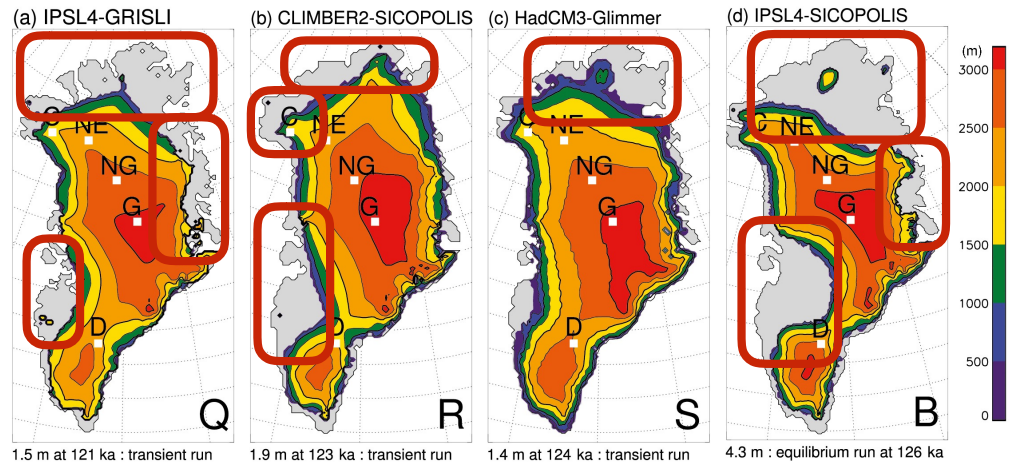 (a) IPSL4-GRISLI
(b) CLIMBER2-SICOPOLIS
(c) HadCM3-Glimmer
(d) IPSL4-SICOPOLIS
(m)
3000
2500
2000
1500
1000
500
0
C
NE
NG
G
D
Q
C
NE
NG
G
D
R
C
NE
NG
G
D
S
C
NE
NG
G
D
B
1.5 m at 121 ka : transient run
1.9 m at 123 ka : transient run
1.4 m at 124 ka : transient run
4.3 m : equilibrium run at 126 ka